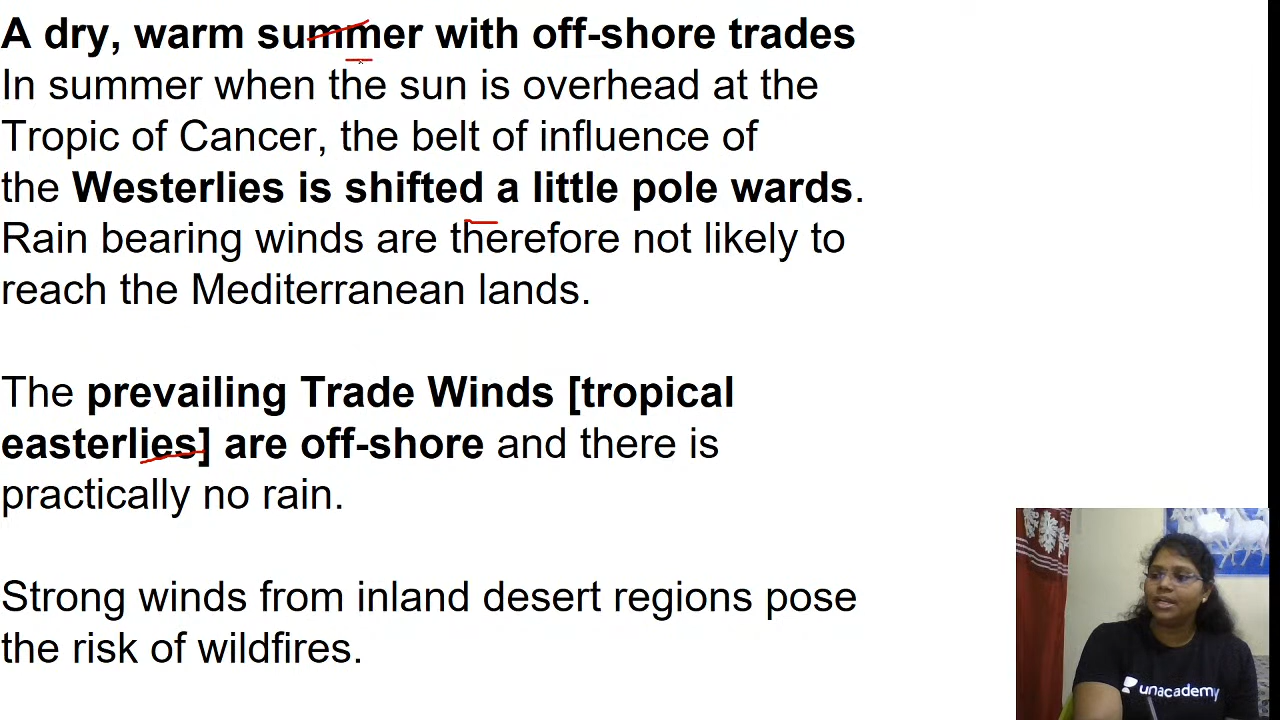 A dry, warm summer with off-shore trades
In summer when the sun is overhead at the
Tropic of Cancer, the belt of influence of
the Westerlies is shifted a little pole wards.
Rain bearing winds are therefore not likely to
reach the Mediterranean lands.
The prevailing Trade Winds [tropical
easterlies] are off-shore and there is
practically no rain.
Strong winds from inland desert regions pose
the risk of wildfires.
unacademy